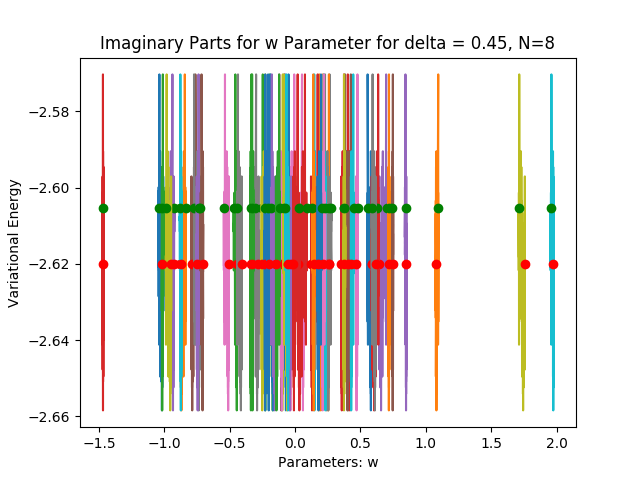 Imaginary Parts for w Parameter for delta = 0.45, N=8
Variational Energy
−2.58
−2.60
−2.62
−2.64
−2.66
−1.5 −1.0 −0.5 0.0 0.5 1.0 1.5 2.0
Parameters: w